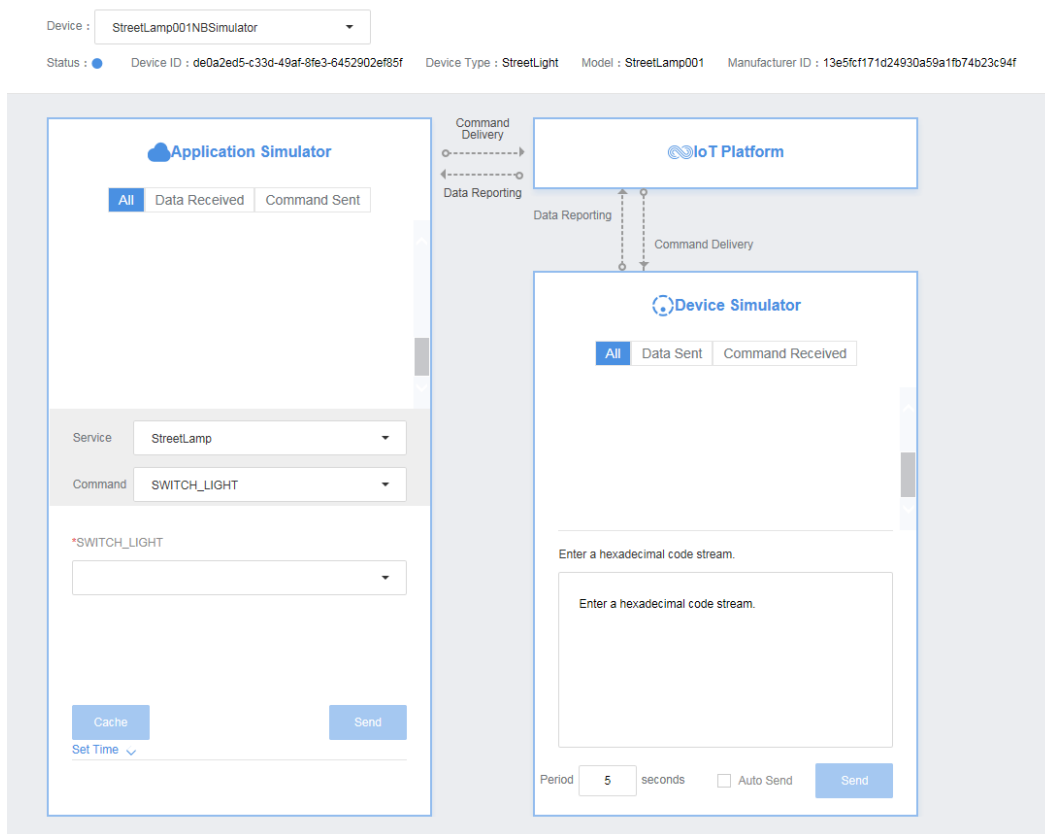 Device : StreetLamp001NBSimulator
Status : Device ID : de0a2ed5-c33d-49af-8fe3-6452902ef85f Device Type : StreetLight Model : StreetLamp001 Manufacturer ID : 13e5fcf171d24930a59a1fb74b23c94f
Application Simulator
All Data Received Command Sent
Service StreetLamp
Command SWITCH_LIGHT
*SWITCH_LIGHT
Cache Send
Set Time
Command
Delivery
Data Reporting
IoT Platform
Data Reporting
Command Delivery
Device Simulator
All Data Sent Command Received
Enter a hexadecimal code stream.
Enter a hexadecimal code stream.
Period 5 seconds Auto Send Send